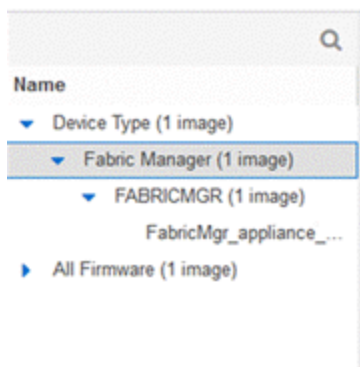 Name
Device Type (1 image)
Fabric Manager (1 image)
FABRICMGR (1 image)
FabricMgr_appliance_...
All Firmware (1 image)